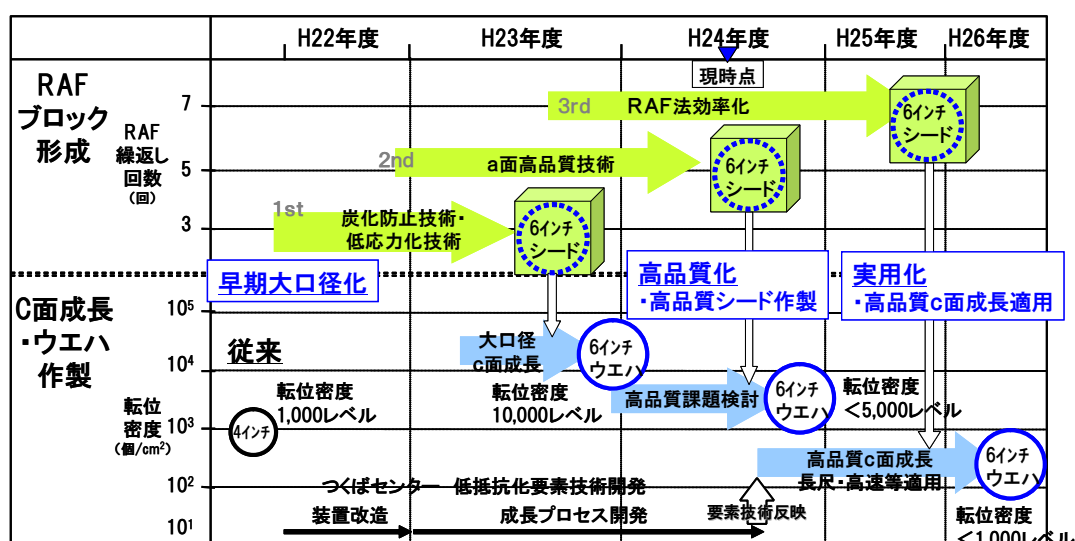 H22年度
H23年度
H24年度
H25年度
H26年度
現時点
RAF
ブロック
形成
RAF
繰返し
回数
(回)
7
5
3
3rd RAF法効率化
6インチ
シード
2nd
a面高品質技術
6インチ
シード
1st
炭化防止技術・
低応力化技術
6インチ
シード
早期大口径化
高品質化
・高品質シード作製
実用化
・高品質c面成長適用
C面成長
・ウエハ
作製
転位
密度
(個/cm²)
10⁵
10⁴
10³
10²
10¹
従来
4インチ
転位密度
1,000レベル
大口径
c面成長
6インチ
ウエハ
転位密度
10,000レベル
高品質課題検討
6インチ
ウエハ
転位密度
<5,000レベル
高品質c面成長
長尺・高速等適用
6インチ
ウエハ
転位密度
<1,000レベル
つくばセンター 低抵抗化要素技術開発
装置改造
成長プロセス開発
要素技術反映